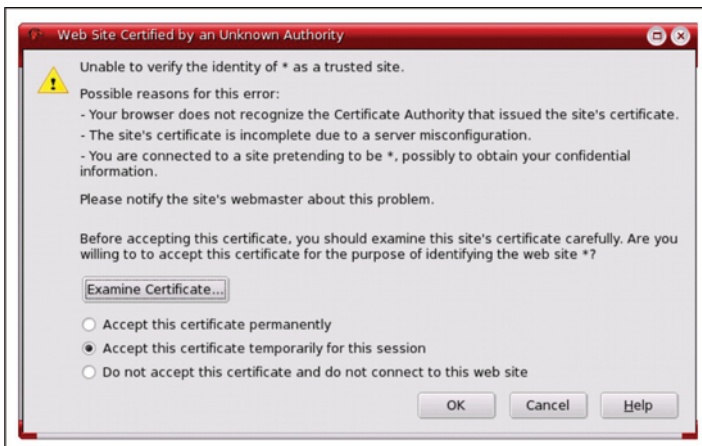 Web Site Certified by an Unknown Authority
Unable to verify the identity of * as a trusted site.
Possible reasons for this error:
- Your browser does not recognize the Certificate Authority that issued the site's certificate.
- The site's certificate is incomplete due to a server misconfiguration.
- You are connected to a site pretending to be *, possibly to obtain your confidential
information.
Please notify the site's webmaster about this problem.
Before accepting this certificate, you should examine this site's certificate carefully. Are you
willing to to accept this certificate for the purpose of identifying the web site *?
Examine Certificate...
Accept this certificate permanently
Accept this certificate temporarily for this session
Do not accept this certificate and do not connect to this web site
OK Cancel Help